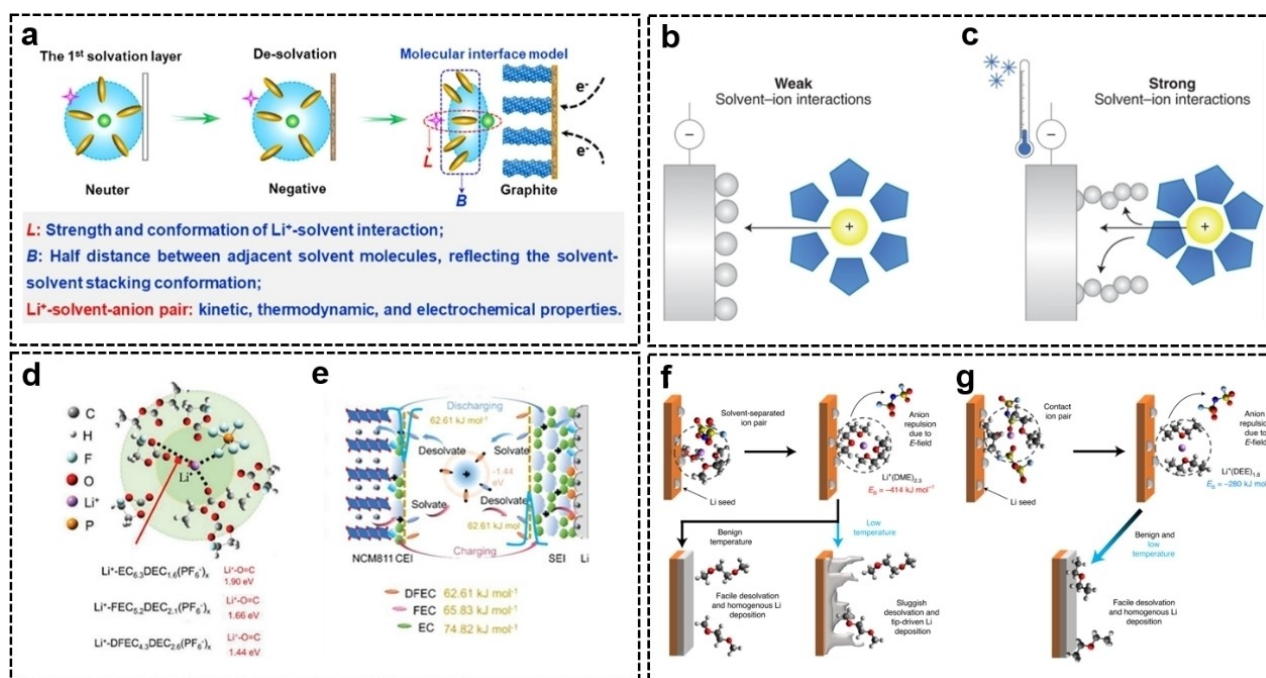 a
The 1st solvation layer
De-solvation
Molecular interface model
e-
e-
L
B
Neuter
Negative
Graphite
L: Strength and conformation of Li+-solvent interaction;
B: Half distance between adjacent solvent molecules, reflecting the solvent-
solvent stacking conformation;
Li+-solvent-anion pair: kinetic, thermodynamic, and electrochemical properties.
b
Weak
Solvent–ion interactions
−
+
c
Strong
Solvent–ion interactions
−
+
d
C
H
F
O
Li+
P
Li+
Li+-EC6.3DEC1.6(PF6-)x Li+-O=C
1.90 eV
Li+-FEC5.2DEC2.1(PF6-)x Li+-O=C
1.66 eV
Li+-DFEC4.3DEC2.6(PF6-)x Li+-O=C
1.44 eV
e
Discharging
62.61 kJ mol-1
Desolvate
Solvate
-1.44
eV
+
Solvate
Desolvate
62.61 kJ mol-1
Charging
NCM811 CEI
SEI
Li
DFEC 62.61 kJ mol-1
FEC 65.83 kJ mol-1
EC 74.82 kJ mol-1
f
Solvent-separated
ion pair
Anion
repulsion
due to
E-field
Li seed
Li+(DME)2.3
Es = –414 kJ mol-1
Benign
temperature
Low
temperature
Facile desolvation
and homogenous Li
deposition
Sluggish
desolvation and
tip-driven Li
deposition
g
Contact
ion pair
Anion
repulsion
due to
E-field
Li seed
Li+(DEE)1.8
Es = –280 kJ mol-1
Benign and
low
temperature
Facile desolvation
and homogenous Li
deposition